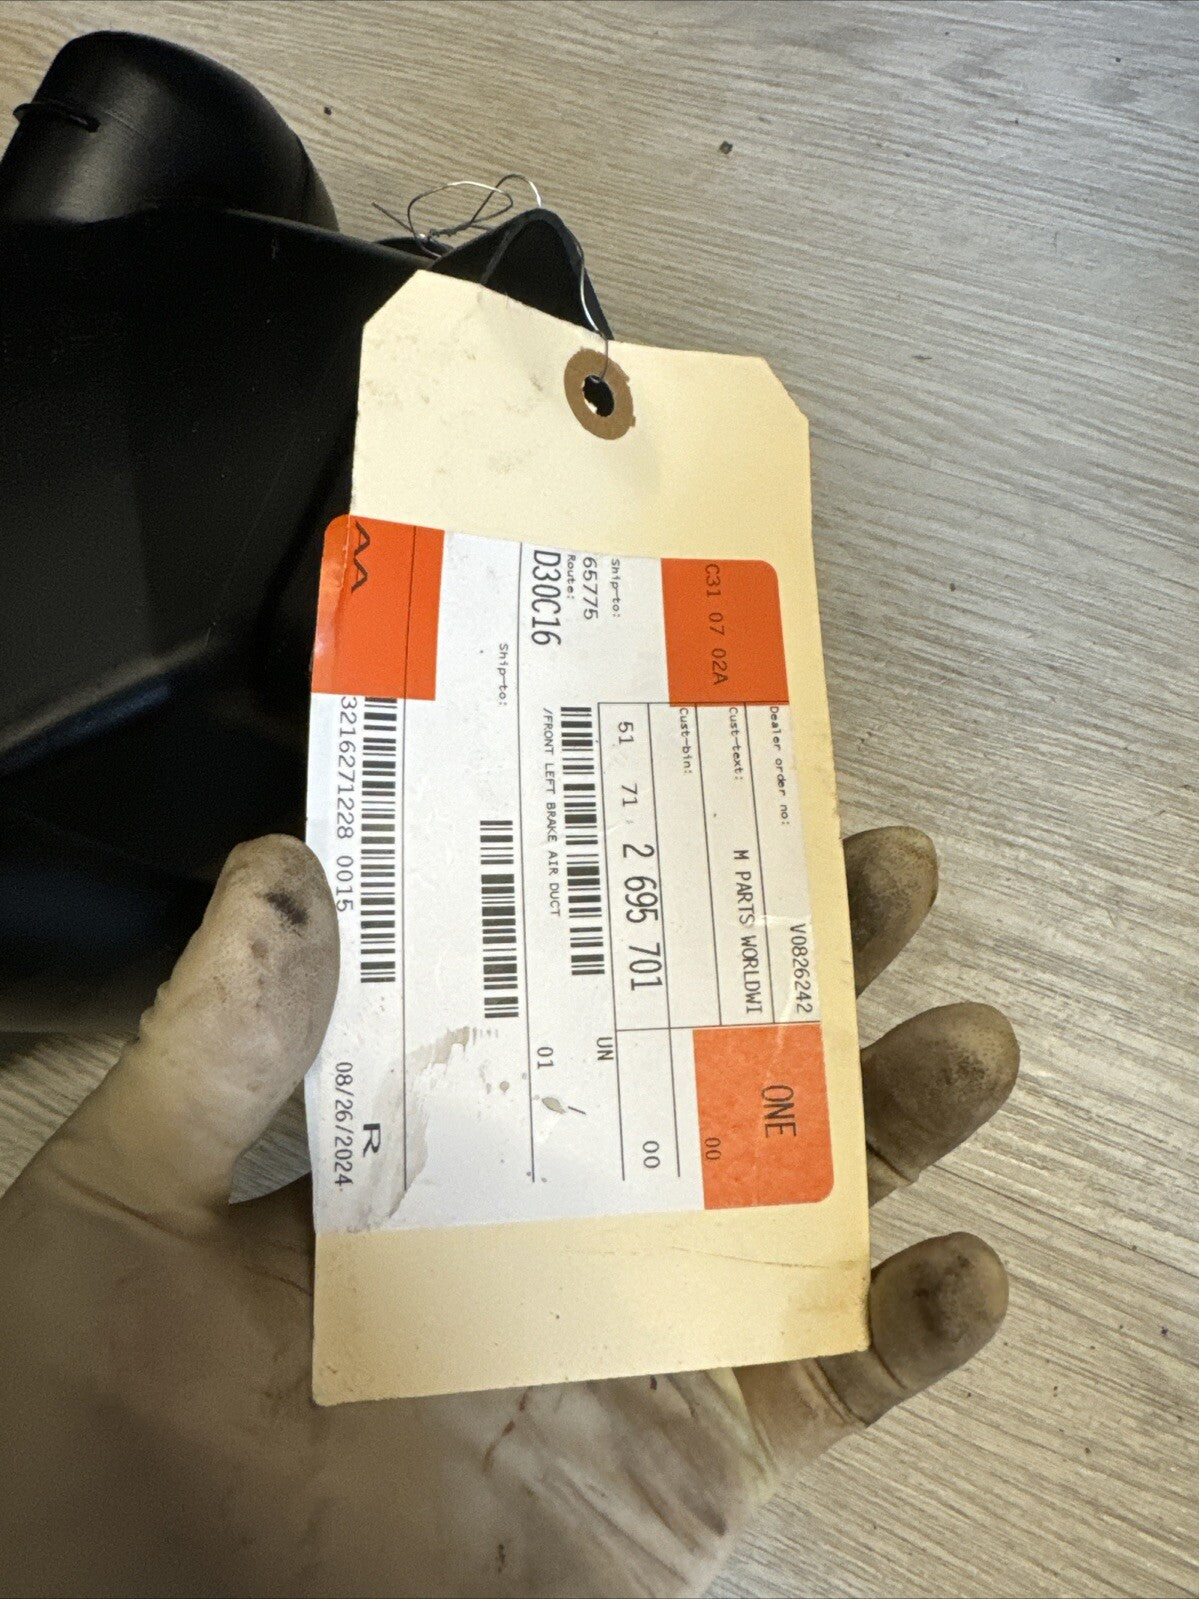 Dealer order no:
V0826242
Cust-text:
M PARTS WORLDWI
Cust-bin:
C31 07 02A
ONE
00
51 71 2 695 701
00
UN
Ship-to:
65775
Route:
D30C16
/FRONT LEFT BRAKE AIR DUCT
01 /
Ship-to:
AA
R
3216271228 0015
08/26/2024